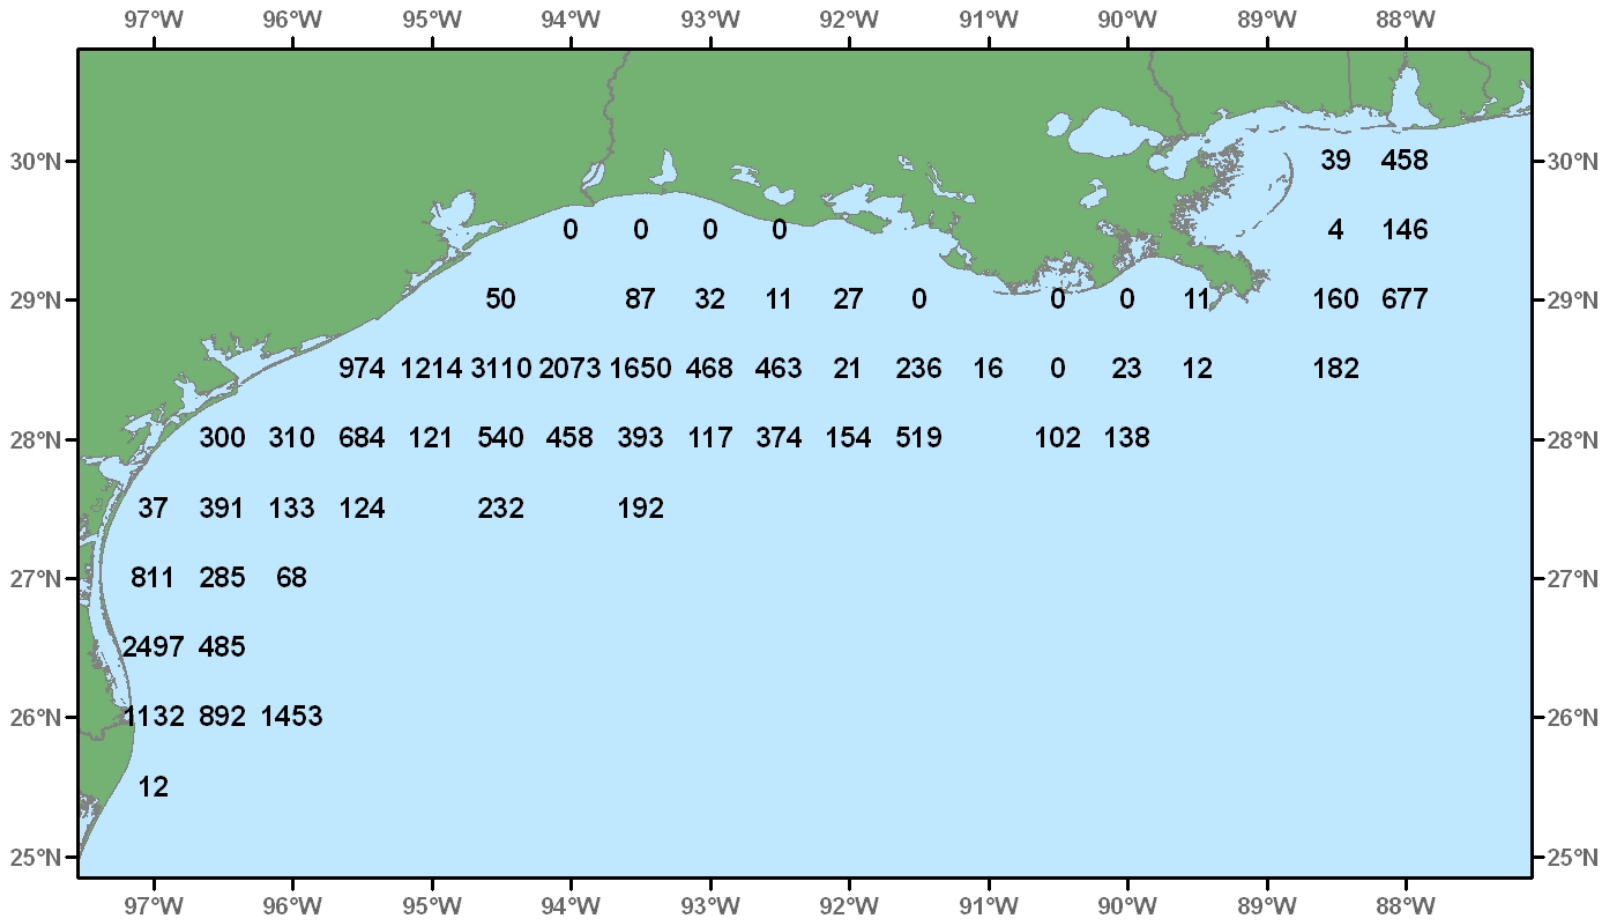 97°W 96°W 95°W 94°W 93°W 92°W 91°W 90°W 89°W 88°W
30°N 39 458 30°N
0 0 0 0 4 146
29°N 50 87 32 11 27 0 0 0 11 160 677 29°N
974 1214 3110 2073 1650 468 463 21 236 16 0 23 12 182
28°N 300 310 684 121 540 458 393 117 374 154 519 102 138 28°N
37 391 133 124 232 192
27°N 811 285 68 27°N
2497 485
26°N 1132 892 1453 26°N
12
25°N 25°N
97°W 96°W 95°W 94°W 93°W 92°W 91°W 90°W 89°W 88°W